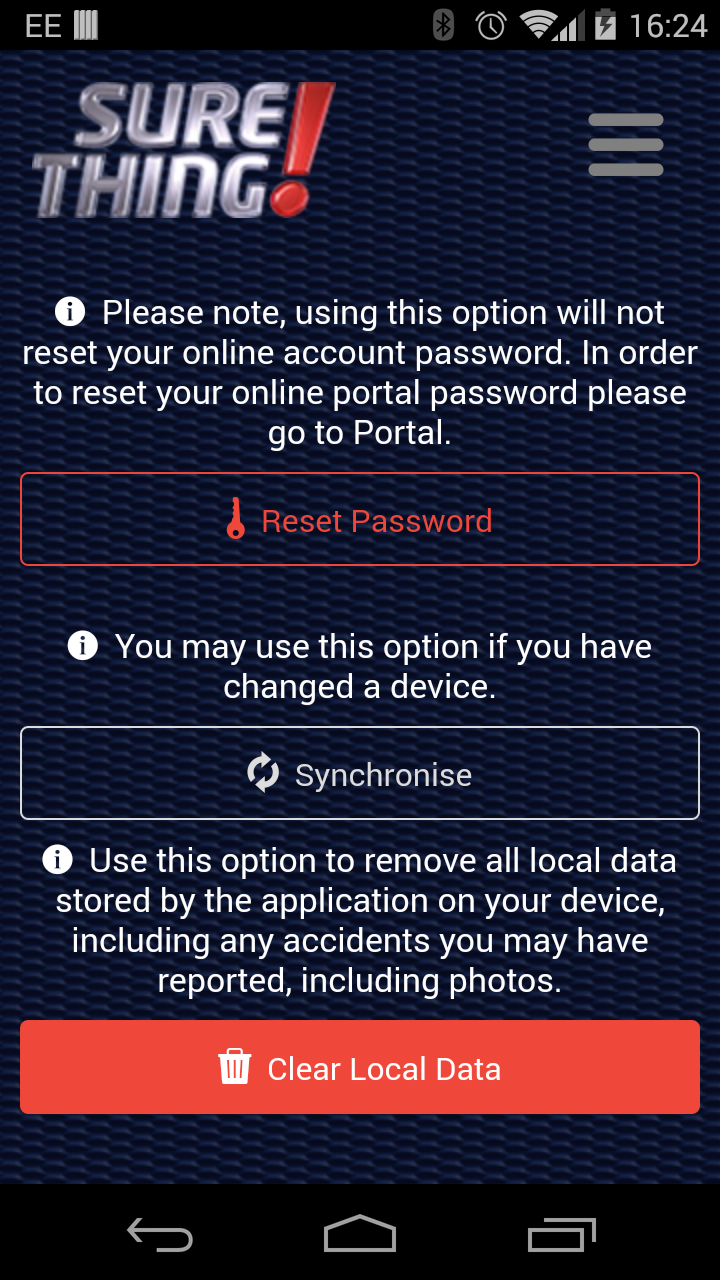 EE 16:24
SURE
THING!
Please note, using this option will not
reset your online account password. In order
to reset your online portal password please
go to Portal.
Reset Password
You may use this option if you have
changed a device.
Synchronise
Use this option to remove all local data
stored by the application on your device,
including any accidents you may have
reported, including photos.
Clear Local Data